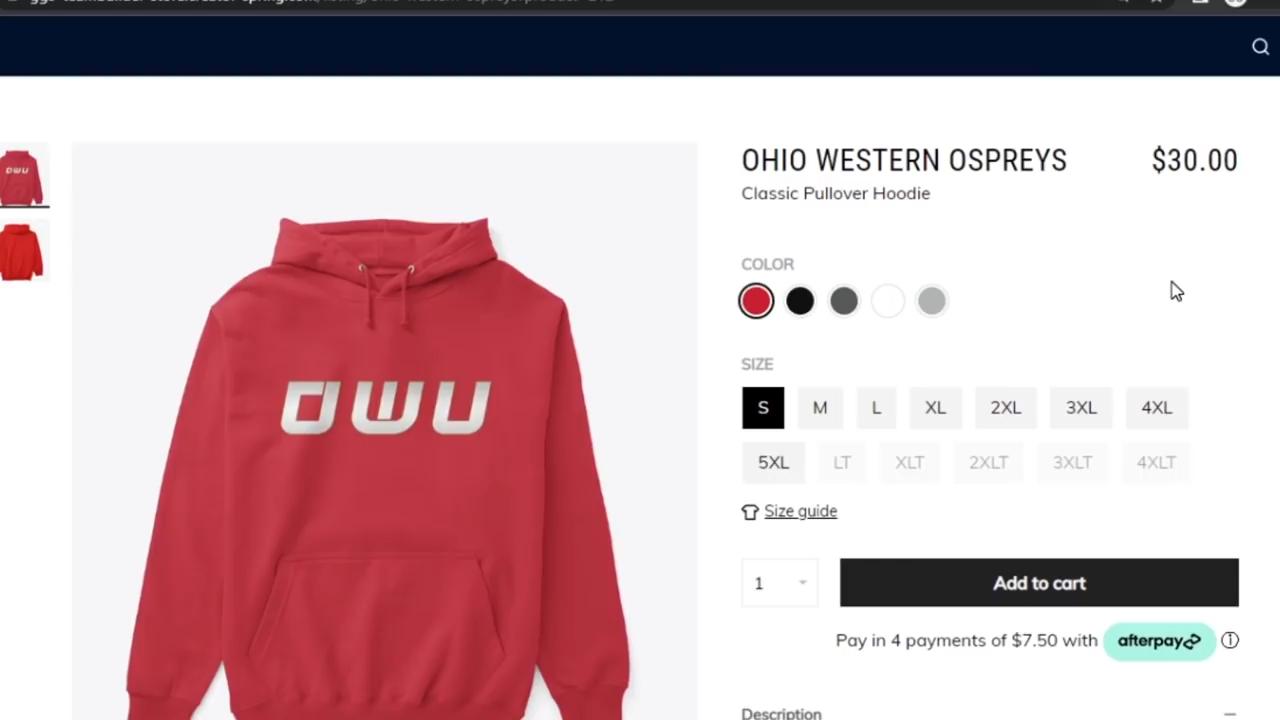 OWU
OHIO WESTERN OSPREYS $30.00
Classic Pullover Hoodie
COLOR
OWU
SIZE
S M L XL 2XL 3XL 4XL
5XL LT XLT 2XLT 3XLT 4XLT
Size guide
1 Add to cart
Pay in 4 payments of $7.50 with afterpay
Description